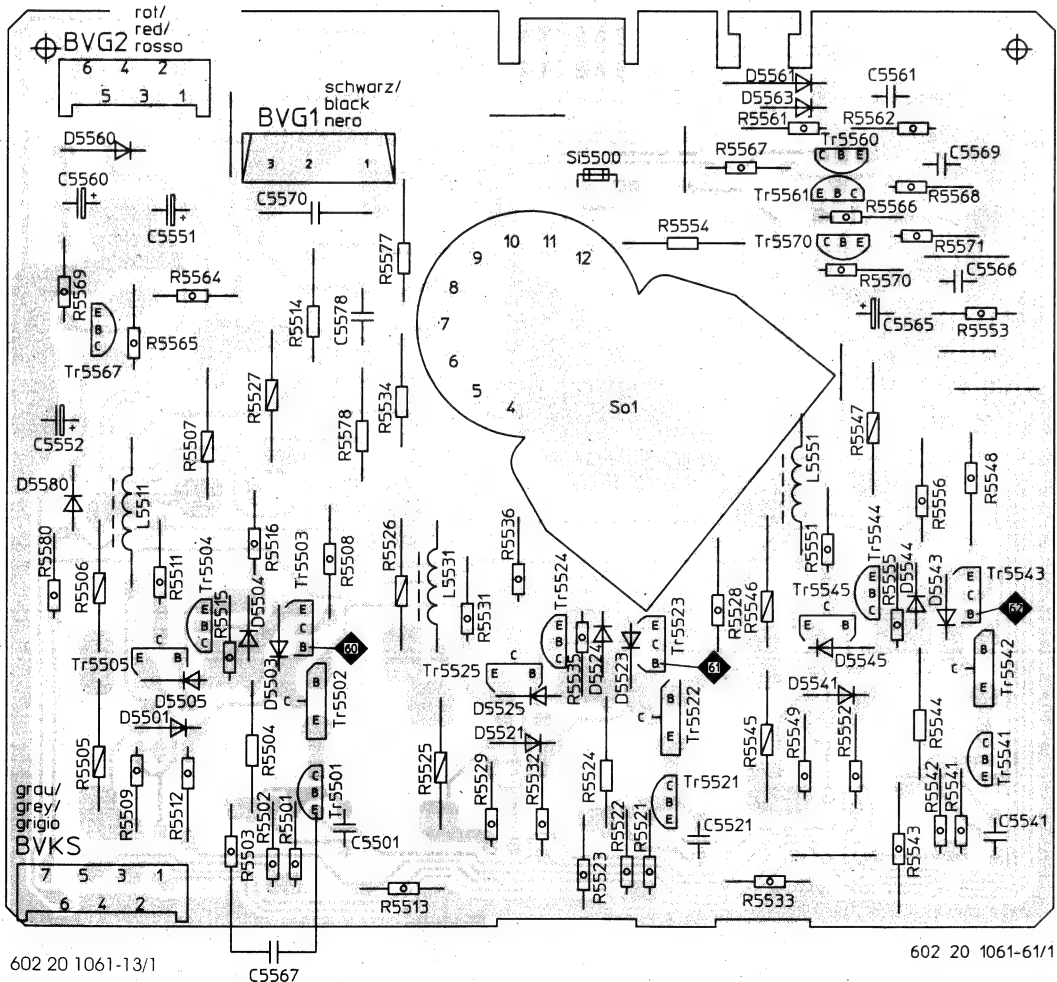 rot/
red/
rosso
BVG2
6 4 2
5 3 1
schwarz/
black
nero
BVG1
3 2 1
D5560
C5560
C5551
C5570
Si5500
D5561
D5563
C5561
R5561
R5562
Tr5560
C B E
R5567
C5569
Tr5561
E B C
R5568
R5566
R5554
Tr5570
C B E
R5571
R5570
C5566
C5565
R5553
R5569
R5564
E
B
C
R5565
Tr5567
R5514
C5578
R5577
10 11
9 12
8
7
6
5
4
So1
R5527
R5534
R5578
R5507
C5552
D5580
L5511
R5547
L5551
R5548
R5556
R5580
R5506
R5511
Tr5504
R5516
Tr5503
R5508
R5526
L5531
R5536
R5531
Tr5524
R5528
R5546
R5551
Tr5544
R5555
D5544
D5543
Tr5543
E
C
B
62
R5515
D5504
E
B
C
E
C
B
60
C
E B
Tr5505
D5505
D5503
D5501
B
C
E
Tr5502
Tr5525
C
E B
D5525
E
B
C
R5535
D5524
D5523
E
C
B
Tr5523
61
D5521
B
C
E
Tr5522
Tr5545
C
E B
D5545
E
B
C
D5541
B
C
E
Tr5542
R5505
R5509
R5512
R5504
R5525
R5529
R5532
R5524
R5545
R5549
R5552
R5544
C
B
E
Tr5501
C
B
E
Tr5521
C
B
E
Tr5541
grau/
grey/
grigio
BVKS
7 5 3 1
6 4 2
R5503
R5502
R5501
C5501
R5513
R5523
R5522
R5521
C5521
R5533
R5543
R5542
R5541
C5541
C5567
602 20 1061-13/1
602 20 1061-61/1